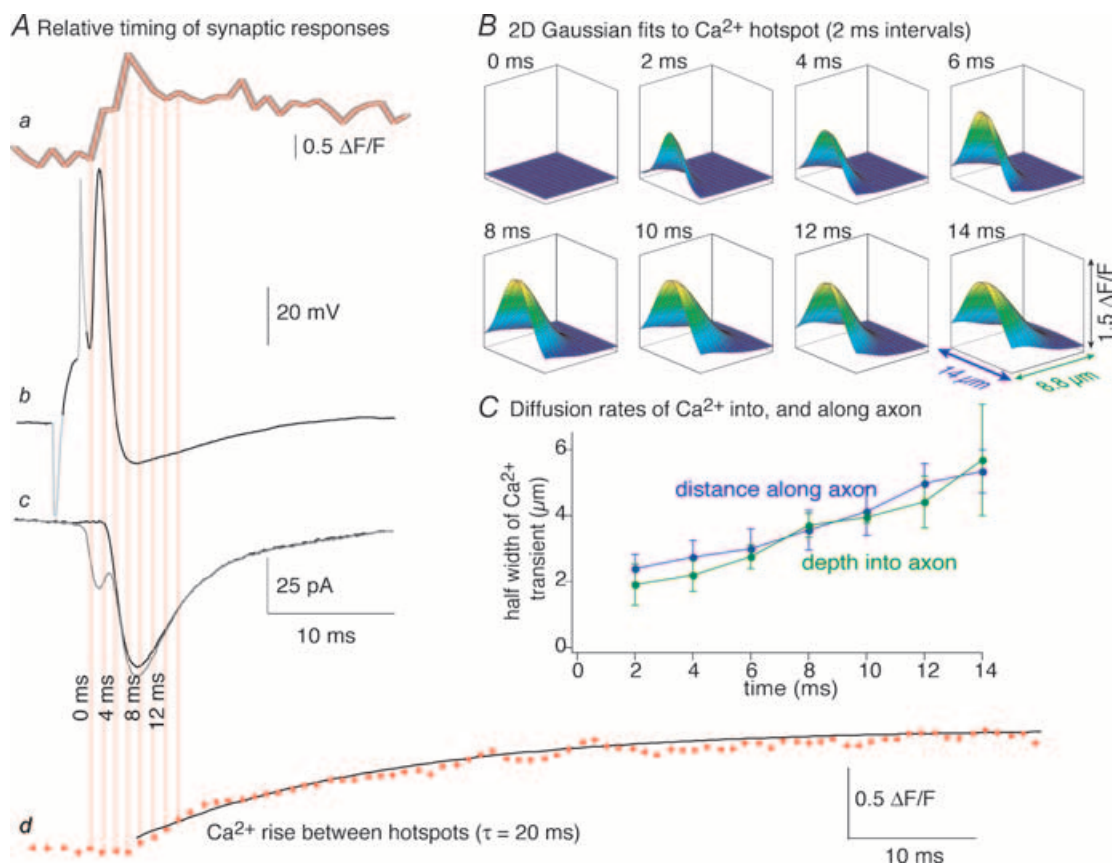 A Relative timing of synaptic responses
a
0.5 ΔF/F
20 mV
b
c
25 pA
10 ms
0 ms
4 ms
8 ms
12 ms
d
Ca2+ rise between hotspots (τ = 20 ms)
0.5 ΔF/F
10 ms
B 2D Gaussian fits to Ca2+ hotspot (2 ms intervals)
0 ms
2 ms
4 ms
6 ms
8 ms
10 ms
12 ms
14 ms
1.5 ΔF/F
14 μm
8.8 μm
C Diffusion rates of Ca2+ into, and along axon
half width of Ca2+
transient (μm)
6
4
2
0
distance along axon
depth into axon
0 2 4 6 8 10 12 14
time (ms)